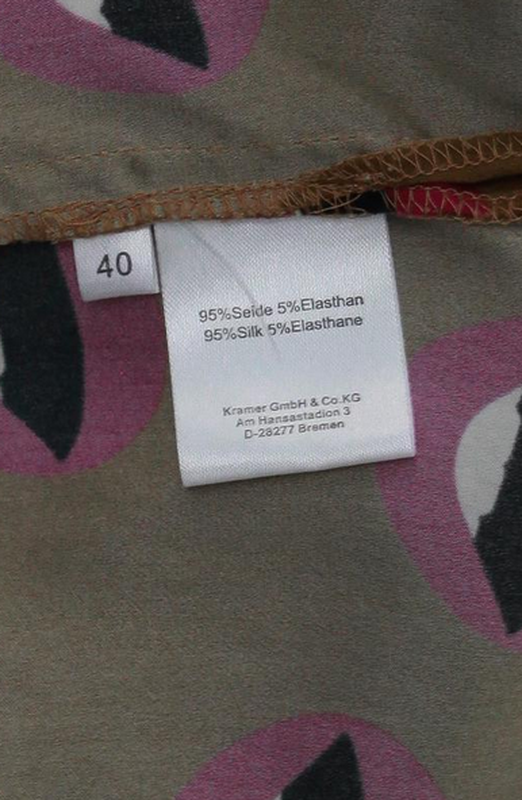 40
95%Seide 5%Elasthan
95%Silk 5%Elasthane
Kramer GmbH & Co.KG
Am Hansastadion 3
D-28277 Bremen